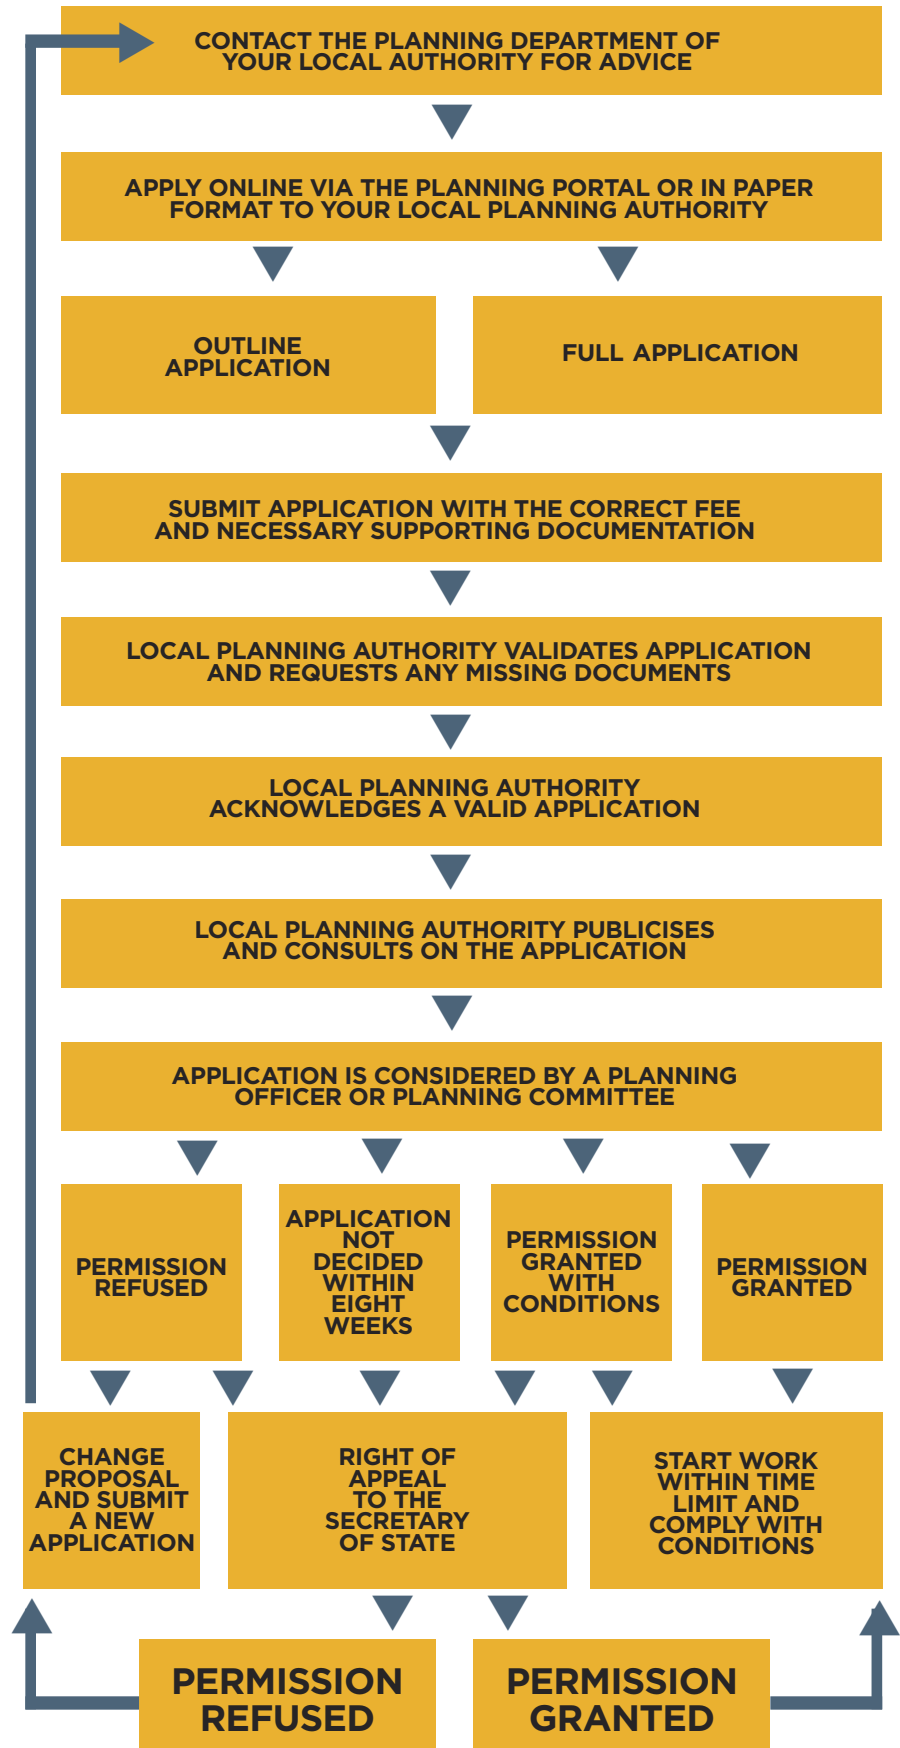 CONTACT THE PLANNING DEPARTMENT OF
YOUR LOCAL AUTHORITY FOR ADVICE
APPLY ONLINE VIA THE PLANNING PORTAL OR IN PAPER
FORMAT TO YOUR LOCAL PLANNING AUTHORITY
OUTLINE
APPLICATION
FULL APPLICATION
SUBMIT APPLICATION WITH THE CORRECT FEE
AND NECESSARY SUPPORTING DOCUMENTATION
LOCAL PLANNING AUTHORITY VALIDATES APPLICATION
AND REQUESTS ANY MISSING DOCUMENTS
LOCAL PLANNING AUTHORITY
ACKNOWLEDGES A VALID APPLICATION
LOCAL PLANNING AUTHORITY PUBLICISES
AND CONSULTS ON THE APPLICATION
APPLICATION IS CONSIDERED BY A PLANNING
OFFICER OR PLANNING COMMITTEE
PERMISSION
REFUSED
APPLICATION
NOT
DECIDED
WITHIN
EIGHT
WEEKS
PERMISSION
GRANTED
WITH
CONDITIONS
PERMISSION
GRANTED
CHANGE
PROPOSAL
AND SUBMIT
A NEW
APPLICATION
RIGHT OF
APPEAL
TO THE
SECRETARY
OF STATE
START WORK
WITHIN TIME
LIMIT AND
COMPLY WITH
CONDITIONS
PERMISSION
REFUSED
PERMISSION
GRANTED